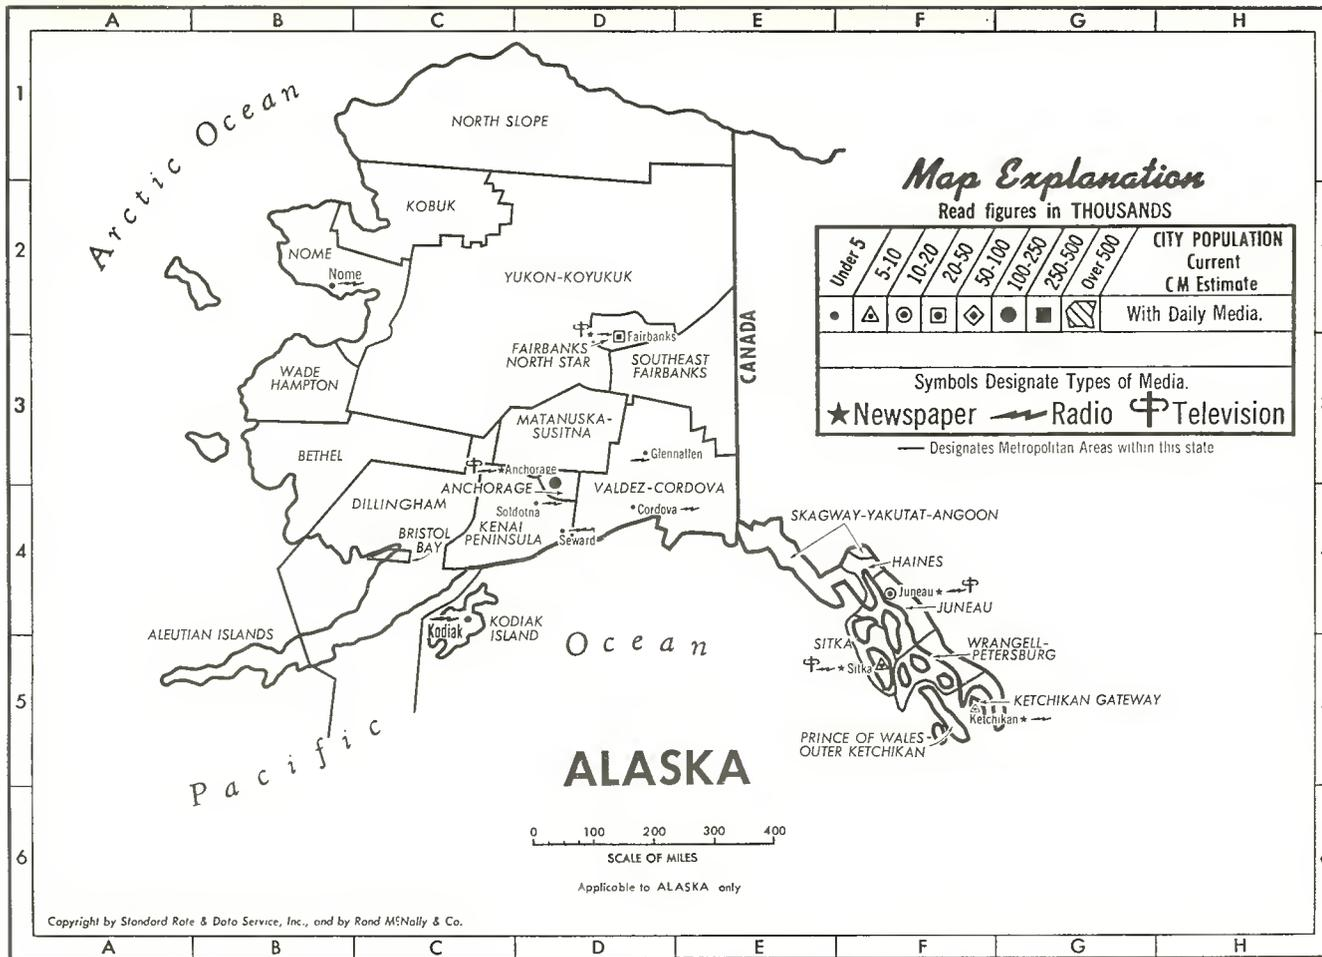 A B C D E F G H
1
2
3
4
5
6
Arctic Ocean
NORTH SLOPE
KOBUK
NOME
Nome
YUKON-KOYUKUK
Fairbanks
FAIRBANKS
NORTH STAR
SOUTHEAST
FAIRBANKS
CANADA
WADE
HAMPTON
MATANUSKA-
SUSITNA
BETHEL
Anchorage
ANCHORAGE
Glennallen
VALDEZ-CORDOVA
Cordova
DILLINGHAM
Soldotna
BRISTOL
BAY
KENAI
PENINSULA
Seward
ALEUTIAN ISLANDS
Kodiak
KODIAK
ISLAND
Pacific
Ocean
SKAGWAY-YAKUTAT-ANGOON
HAINES
Juneau
JUNEAU
SITKA
Sitka
WRANGELL-
PETERSBURG
KETCHIKAN GATEWAY
Ketchikan
PRINCE OF WALES-
OUTER KETCHIKAN
Map Explanation
Read figures in THOUSANDS
Under 5
5-10
10-20
20-50
50-100
100-250
250-500
Over 500
CITY POPULATION
Current
CM Estimate
With Daily Media.
Symbols Designate Types of Media.
Newspaper Radio Television
Designates Metropolitan Areas within this state
ALASKA
0 100 200 300 400
SCALE OF MILES
Applicable to ALASKA only
Copyright by Standard Rate & Data Service, Inc., and by Rand McNally & Co.
A B C D E F G H